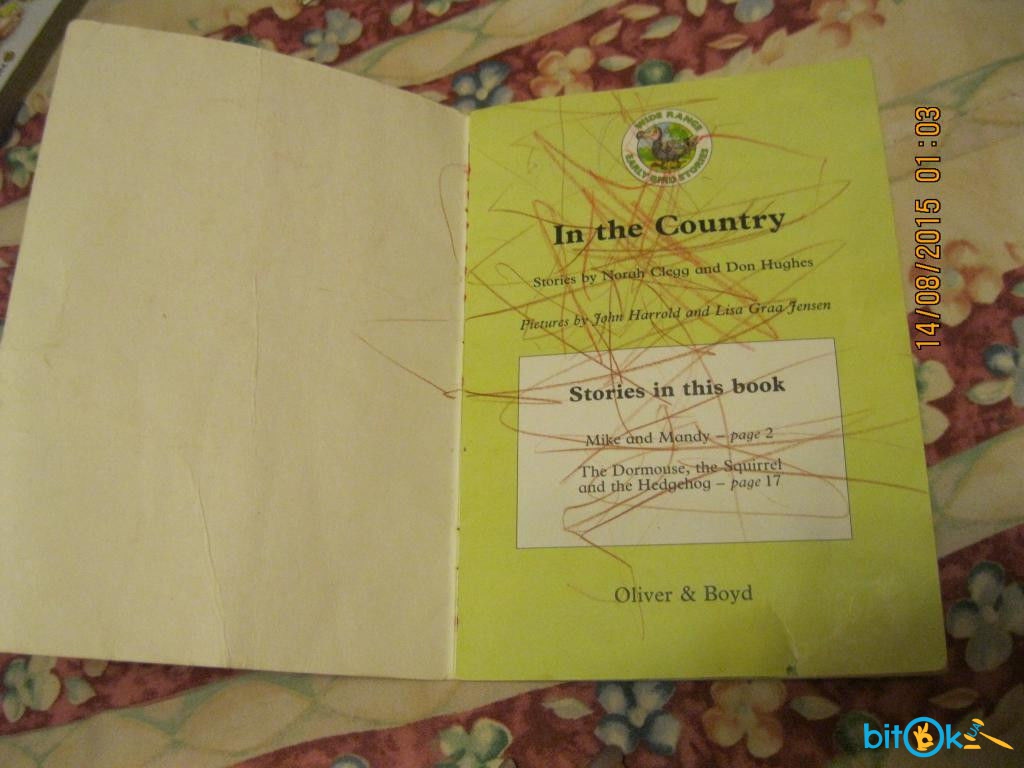 WIDE RANGE
EARLY BIRD STORIES
In the Country
Stories by Norah Clegg and Don Hughes
Pictures by John Harrold and Lisa Graa Jensen
Stories in this book
Mike and Mandy – page 2
The Dormouse, the Squirrel
and the Hedgehog – page 17
Oliver & Boyd
14/08/2015 01:03
bitOk UA